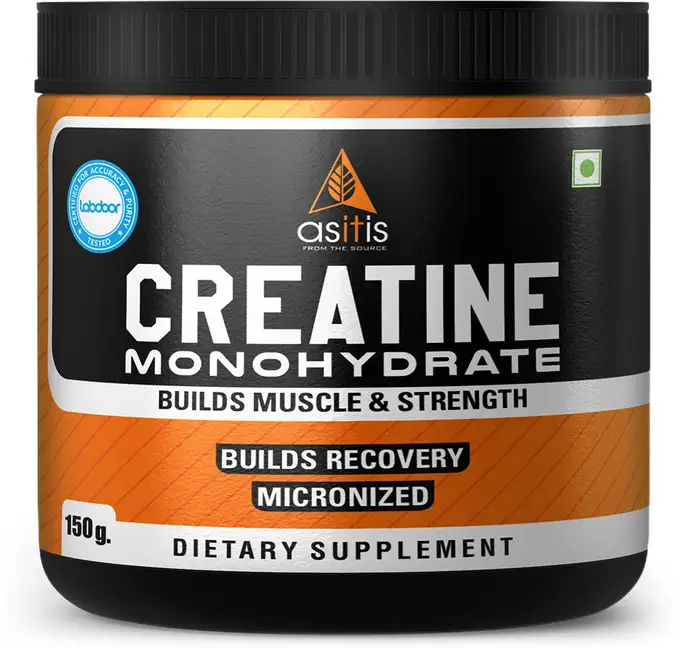 CERTIFIED FOR ACCURACY & PURITY
labdoor
TESTED
asitis
FROM THE SOURCE
CREATINE
MONOHYDRATE
BUILDS MUSCLE & STRENGTH
BUILDS RECOVERY
MICRONIZED
150g.
DIETARY SUPPLEMENT